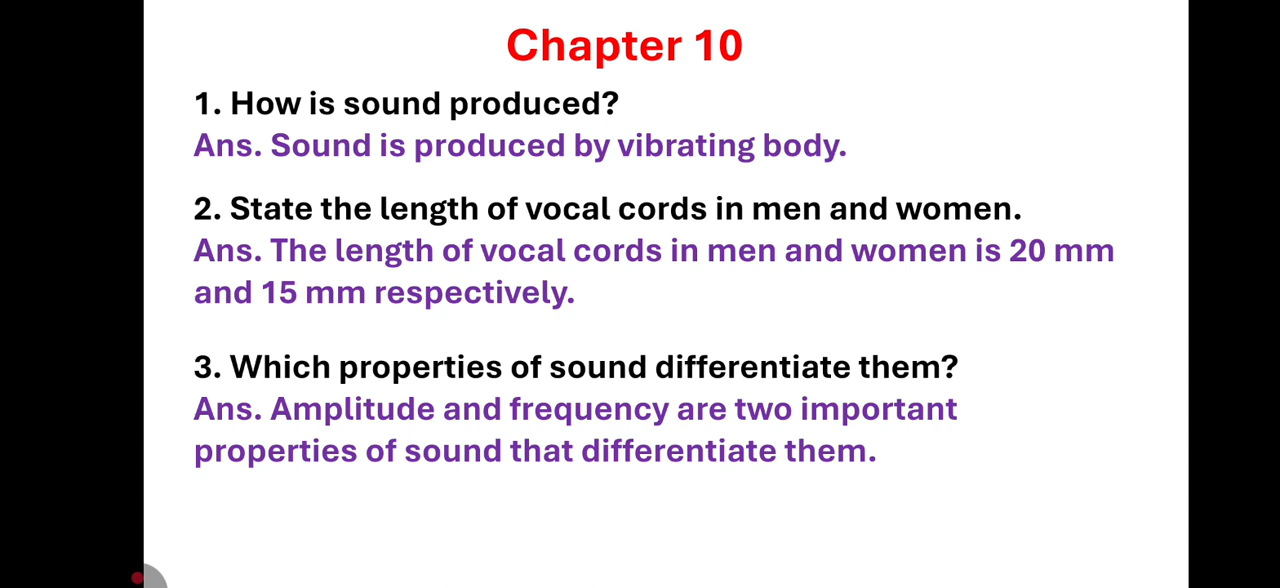 Chapter 10
1. How is sound produced?
Ans. Sound is produced by vibrating body.
2. State the length of vocal cords in men and women.
Ans. The length of vocal cords in men and women is 20 mm
and 15 mm respectively.
3. Which properties of sound differentiate them?
Ans. Amplitude and frequency are two important
properties of sound that differentiate them.